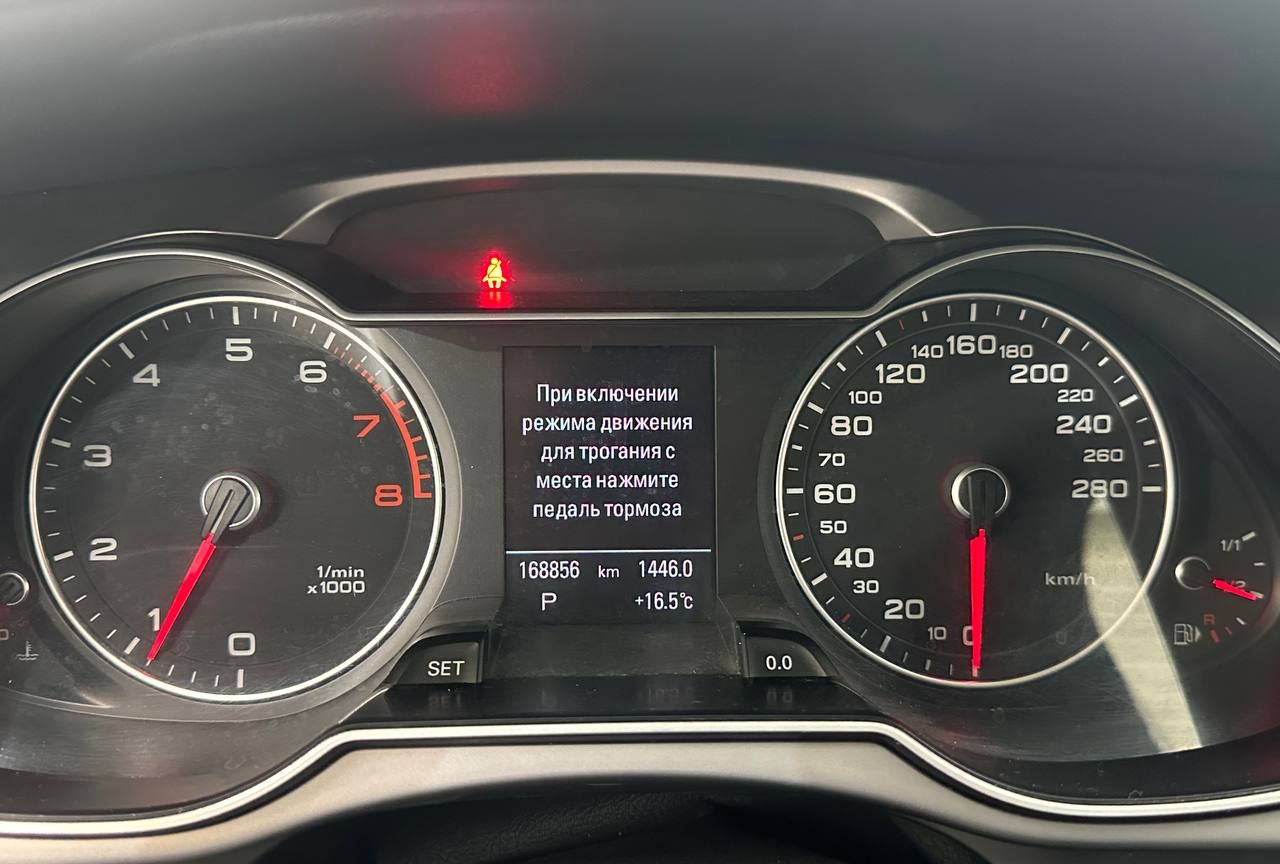 5
4
6
3
7
8
2
1/min
x1000
1
0
При включении
режима движения
для трогания с
места нажмите
педаль тормоза
168856 km 1446.0
P +16.5°c
SET
0.0
140 160 180
120 200
100 220
80 240
70 260
60 280
50
40
30 km/h
20
10 0
1/1
R